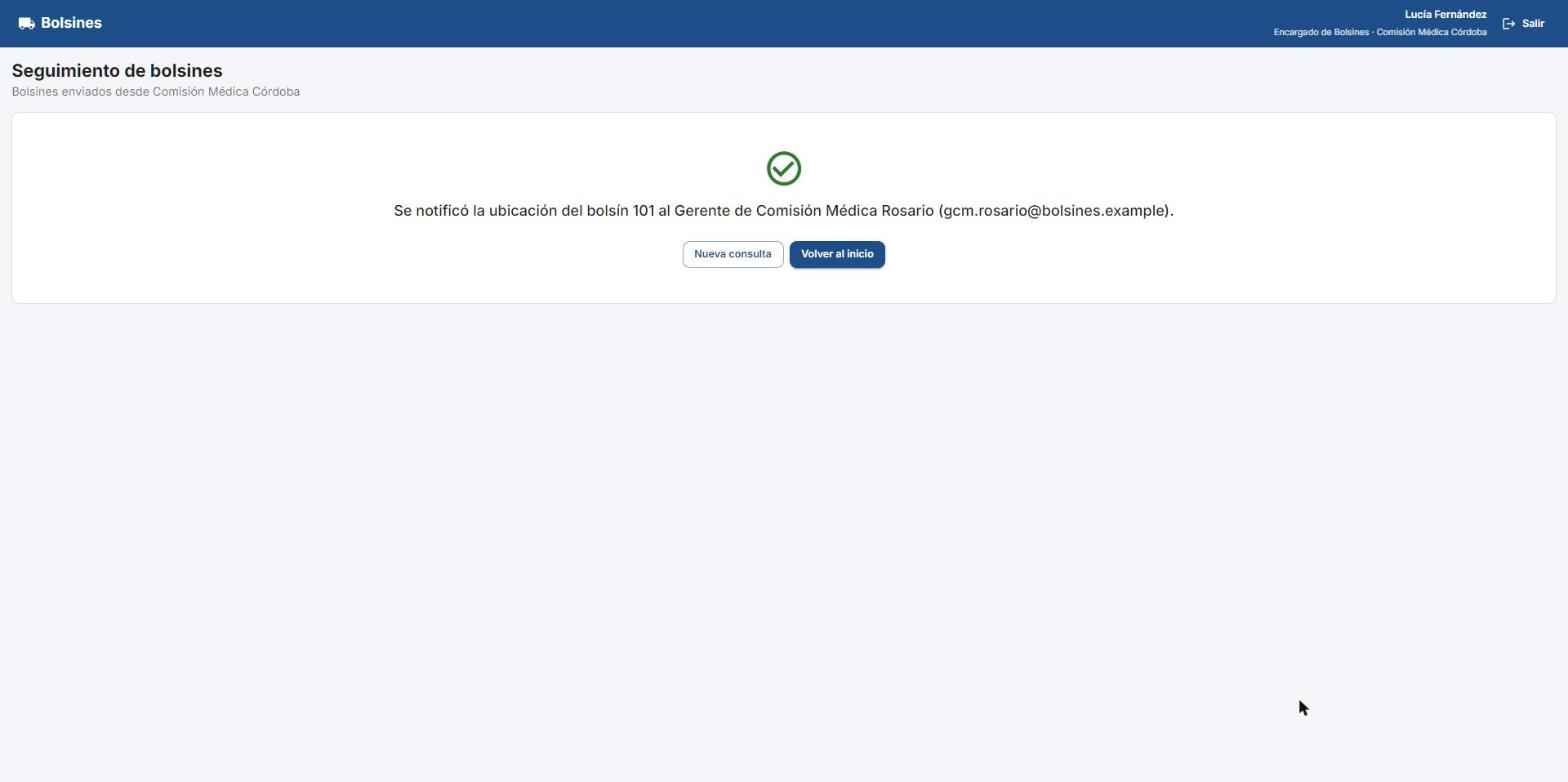 Bolsines
Lucía Fernández
Encargado de Bolsines · Comisión Médica Córdoba
Salir
Seguimiento de bolsines
Bolsines enviados desde Comisión Médica Córdoba
Se notificó la ubicación del bolsín 101 al Gerente de Comisión Médica Rosario (gcm.rosario@bolsines.example).
Nueva consulta
Volver al inicio